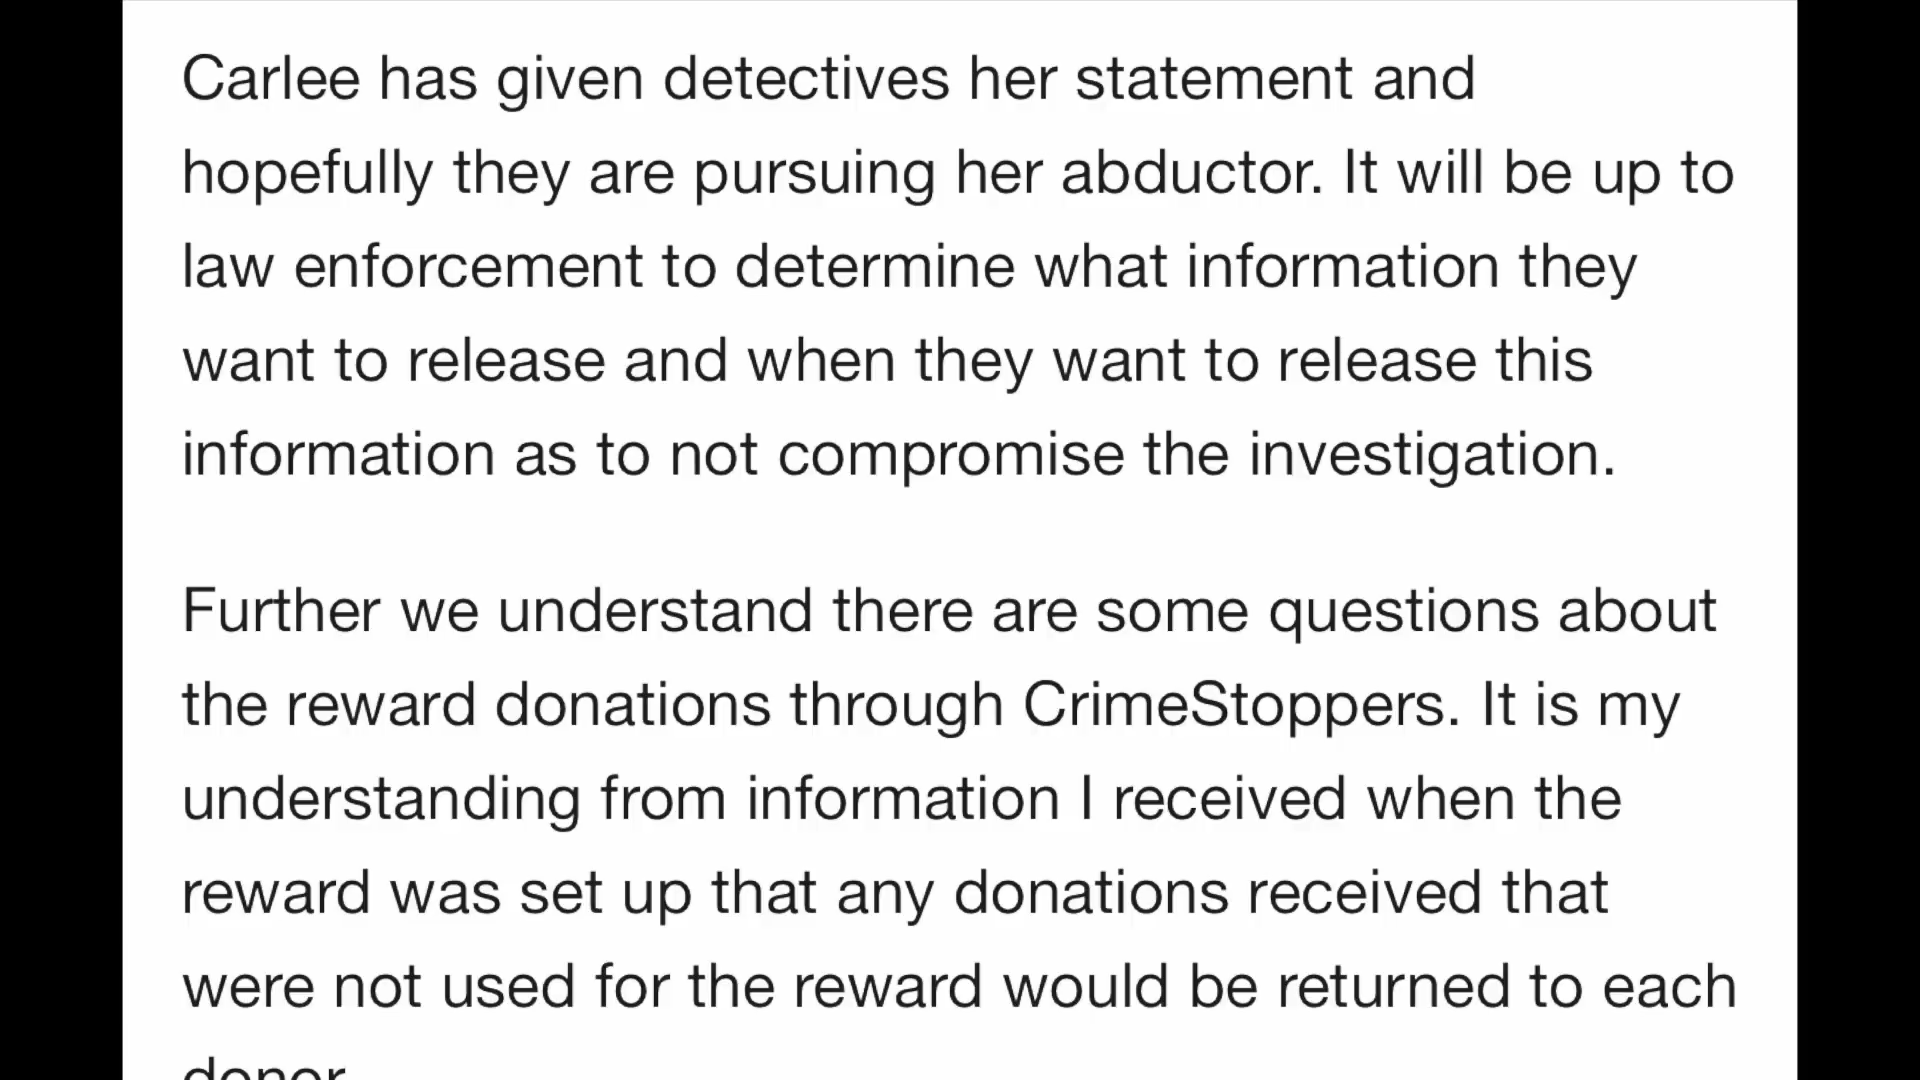 Carlee has given detectives her statement and
hopefully they are pursuing her abductor. It will be up to
law enforcement to determine what information they
want to release and when they want to release this
information as to not compromise the investigation.
Further we understand there are some questions about
the reward donations through CrimeStoppers. It is my
understanding from information I received when the
reward was set up that any donations received that
were not used for the reward would be returned to each
donor.